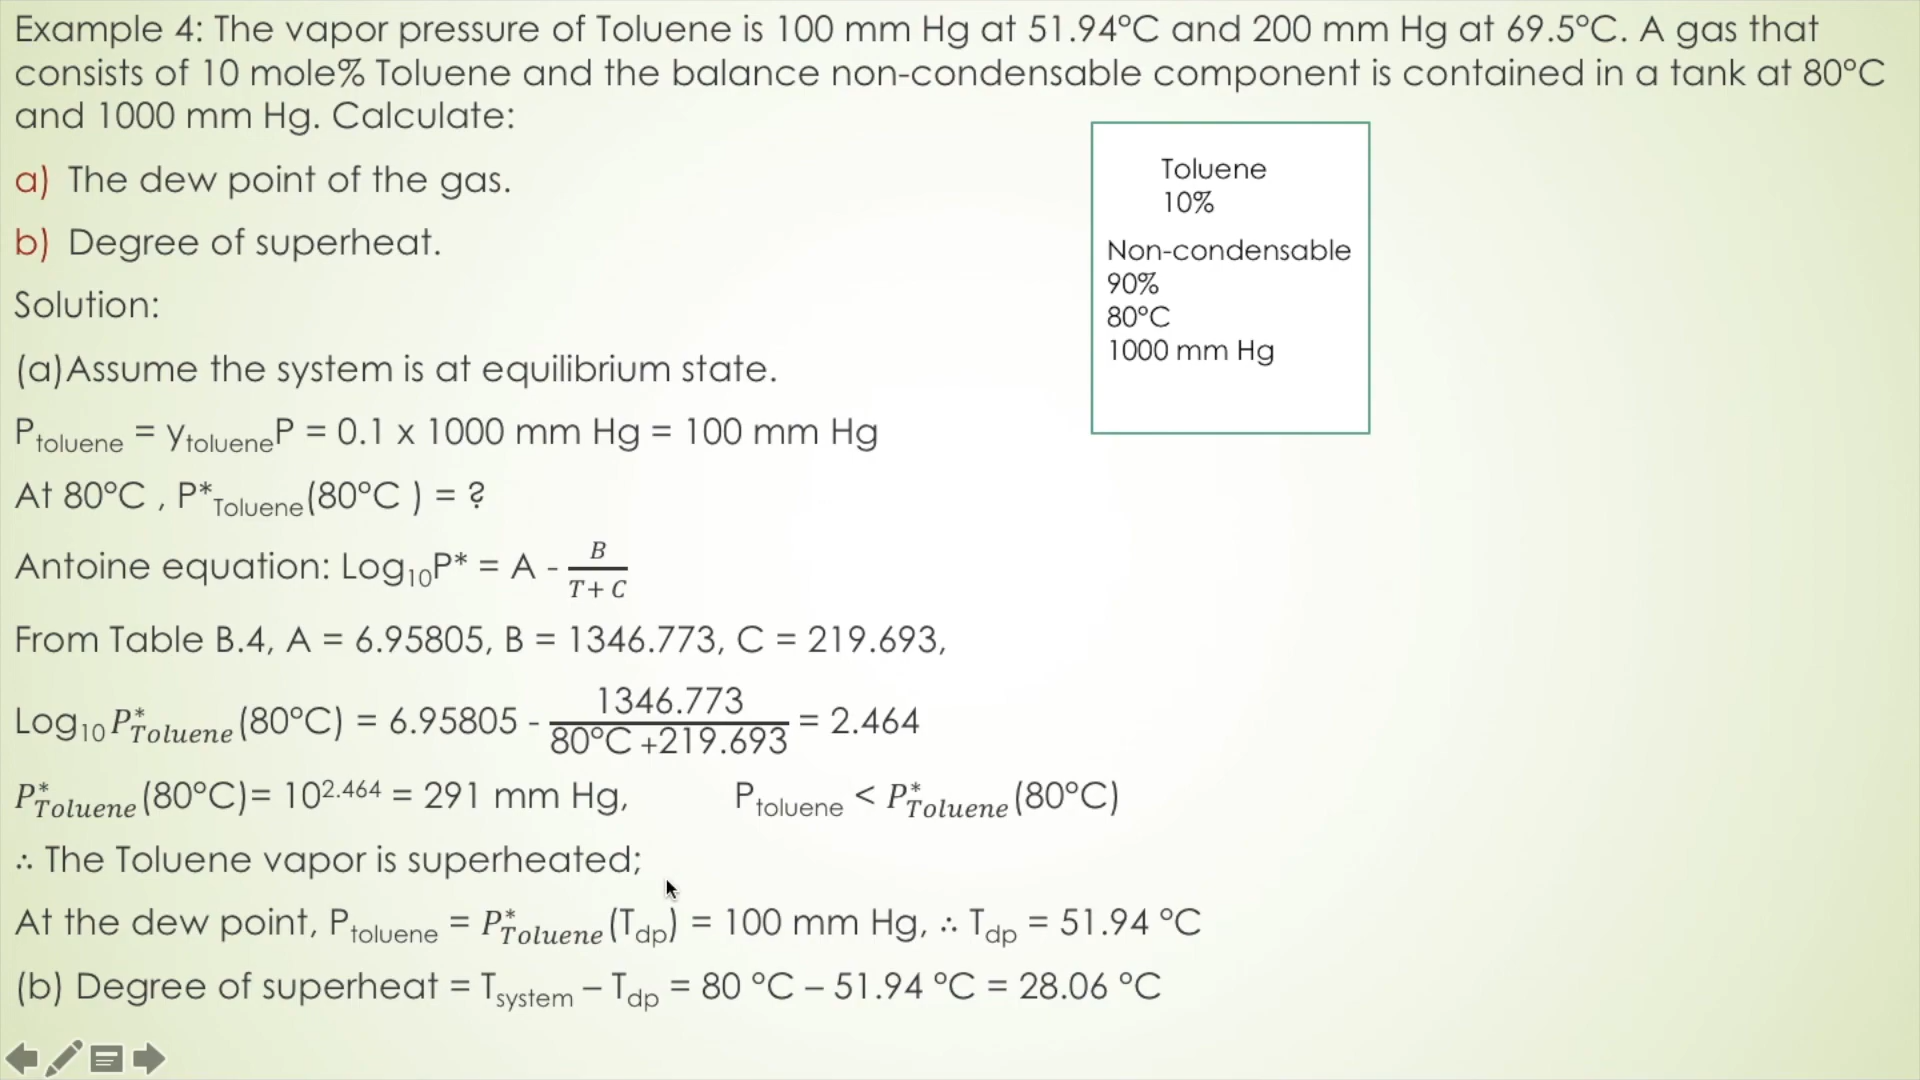 Example 4: The vapor pressure of Toluene is 100 mm Hg at 51.94°C and 200 mm Hg at 69.5°C. A gas that
consists of 10 mole% Toluene and the balance non-condensable component is contained in a tank at 80°C
and 1000 mm Hg. Calculate:
a) The dew point of the gas.
b) Degree of superheat.
Toluene
10%
Non-condensable
90%
80°C
1000 mm Hg
Solution:
(a)Assume the system is at equilibrium state.
P_toluene = y_toluene P = 0.1 x 1000 mm Hg = 100 mm Hg
At 80°C , P*_Toluene(80°C ) = ?
Antoine equation: Log₁₀P* = A - B/(T+ C)
From Table B.4, A = 6.95805, B = 1346.773, C = 219.693,
Log₁₀ P*_Toluene(80°C) = 6.95805 - 1346.773/(80°C +219.693) = 2.464
P*_Toluene(80°C)= 10^2.464 = 291 mm Hg, P_toluene < P*_Toluene(80°C)
∴ The Toluene vapor is superheated;
At the dew point, P_toluene = P*_Toluene(T_dp) = 100 mm Hg, ∴ T_dp = 51.94 °C
(b) Degree of superheat = T_system – T_dp = 80 °C – 51.94 °C = 28.06 °C